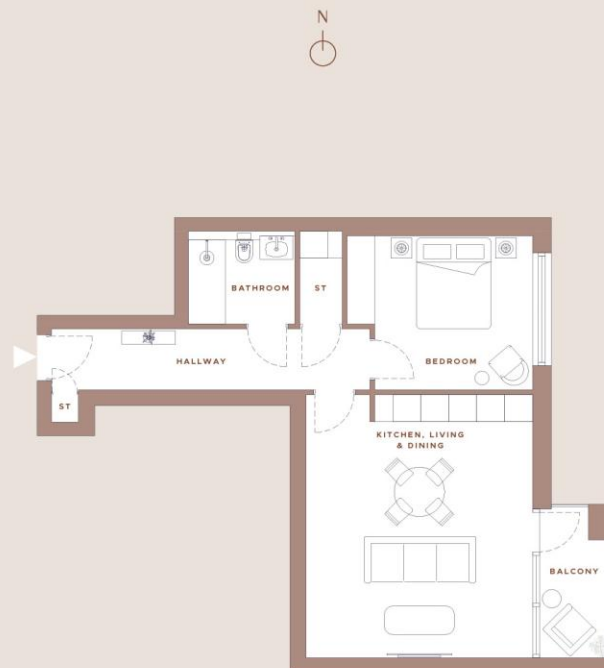 N
BATHROOM
ST
HALLWAY
BEDROOM
ST
KITCHEN, LIVING
& DINING
BALCONY